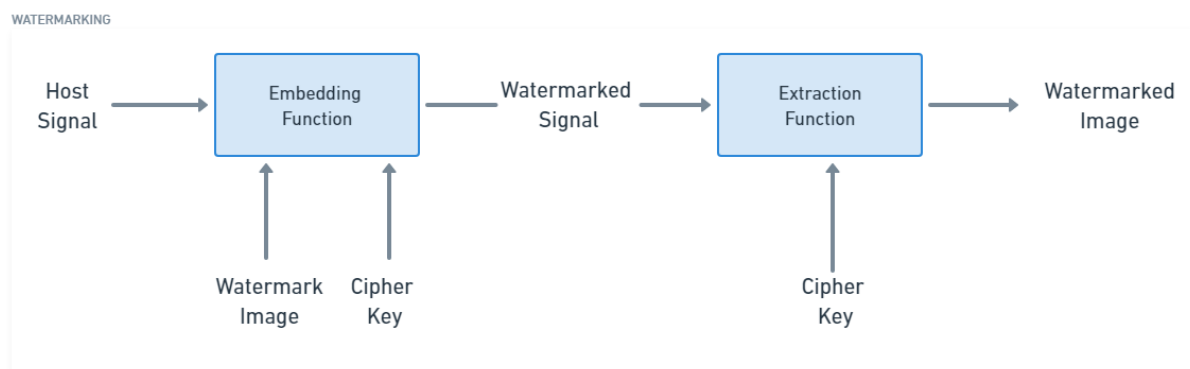 WATERMARKING
Host
Signal
Embedding
Function
Watermarked
Signal
Extraction
Function
Watermarked
Image
Watermark
Image
Cipher
Key
Cipher
Key